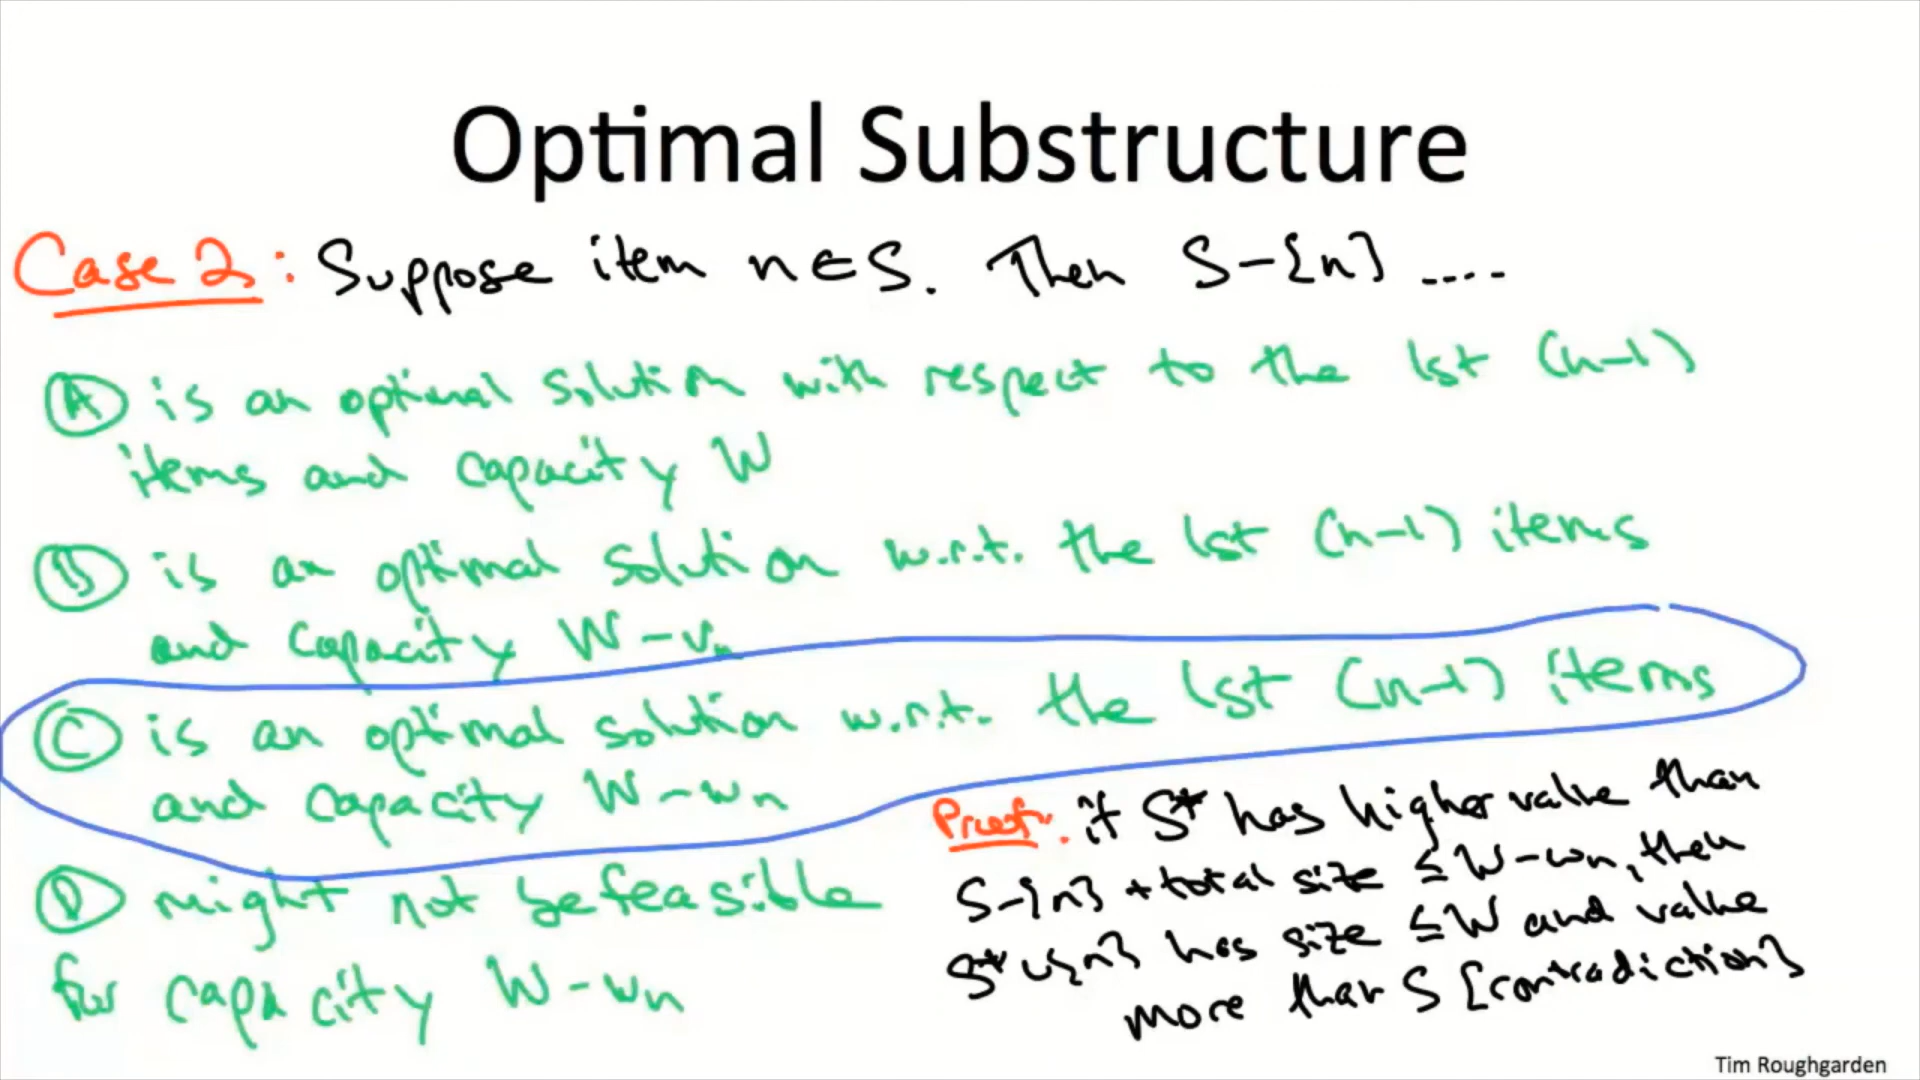 Optimal Substructure
Case 2: Suppose item n∈S. Then S-{n} ....
(A) is an optimal solution with respect to the 1st (n-1)
items and capacity W
(B) is an optimal solution w.r.t. the 1st (n-1) items
and capacity W-vn
(C) is an optimal solution w.r.t. the 1st (n-1) items
and capacity W-wn
(D) might not be feasible
for capacity W-wn
Proof: if S* has higher value than
S-{n} + total size ≤ W-wn, then
S* ∪ {n} has size ≤ W and value
more than S [contradiction]
Tim Roughgarden